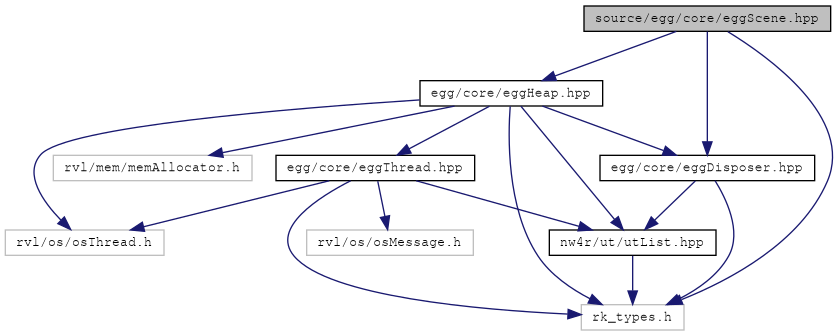 source/egg/core/eggScene.hpp
egg/core/eggHeap.hpp
rvl/mem/memAllocator.h
egg/core/eggThread.hpp
egg/core/eggDisposer.hpp
rvl/os/osThread.h
rvl/os/osMessage.h
nw4r/ut/utList.hpp
rk_types.h